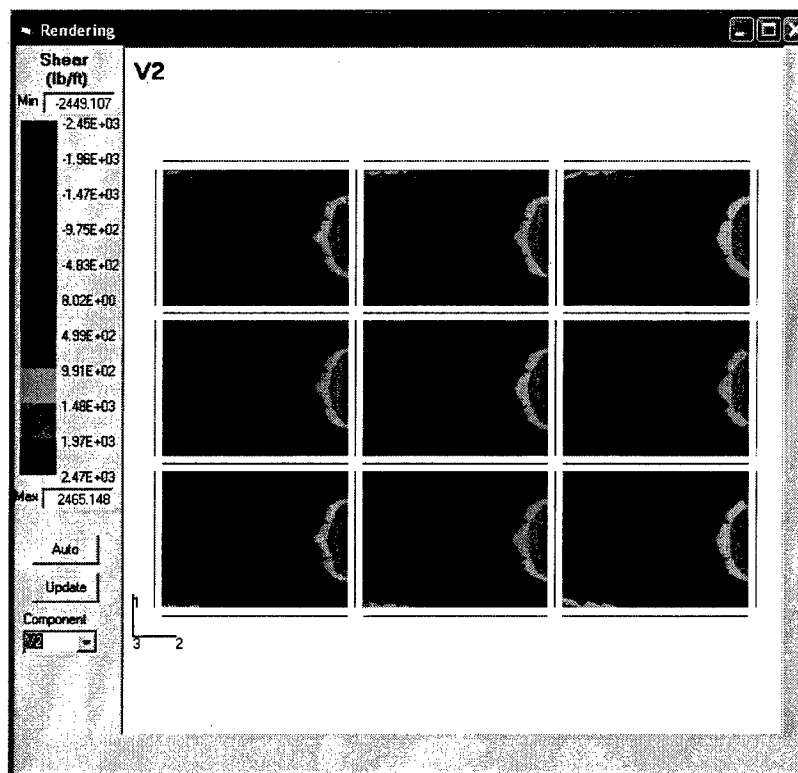 Rendering
Shear
(lb/ft)
V2
Min -2449.107
-2.45E+03
-1.96E+03
-1.47E+03
-9.75E+02
-4.83E+02
8.02E+00
4.99E+02
9.91E+02
1.48E+03
1.97E+03
2.47E+03
Max 2465.148
Auto
Update
Component
V2
1
3 2